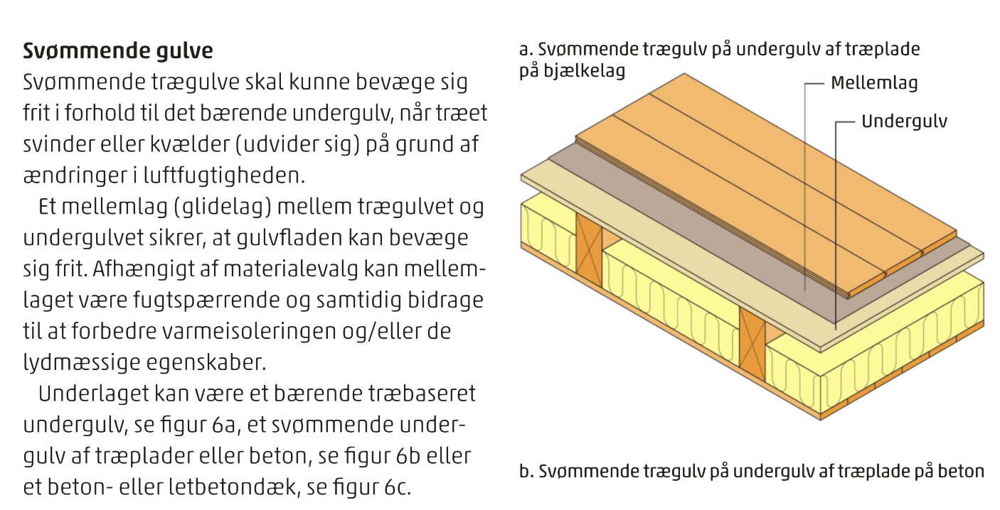 Svømmende gulve
Svømmende trægulve skal kunne bevæge sig
frit i forhold til det bærende undergulv, når træet
svinder eller kvælder (udvider sig) på grund af
ændringer i luftfugtigheden.
Et mellemlag (glidelag) mellem trægulvet og
undergulvet sikrer, at gulvfladen kan bevæge
sig frit. Afhængigt af materialevalg kan mellem-
laget være fugtspærrende og samtidig bidrage
til at forbedre varmeisoleringen og/eller de
lydmæssige egenskaber.
Underlaget kan være et bærende træbaseret
undergulv, se figur 6a, et svømmende under-
gulv af træplader eller beton, se figur 6b eller
et beton- eller letbetondæk, se figur 6c.
a. Svømmende trægulv på undergulv af træplade
på bjælkelag
Mellemlag
Undergulv
b. Svømmende trægulv på undergulv af træplade på beton